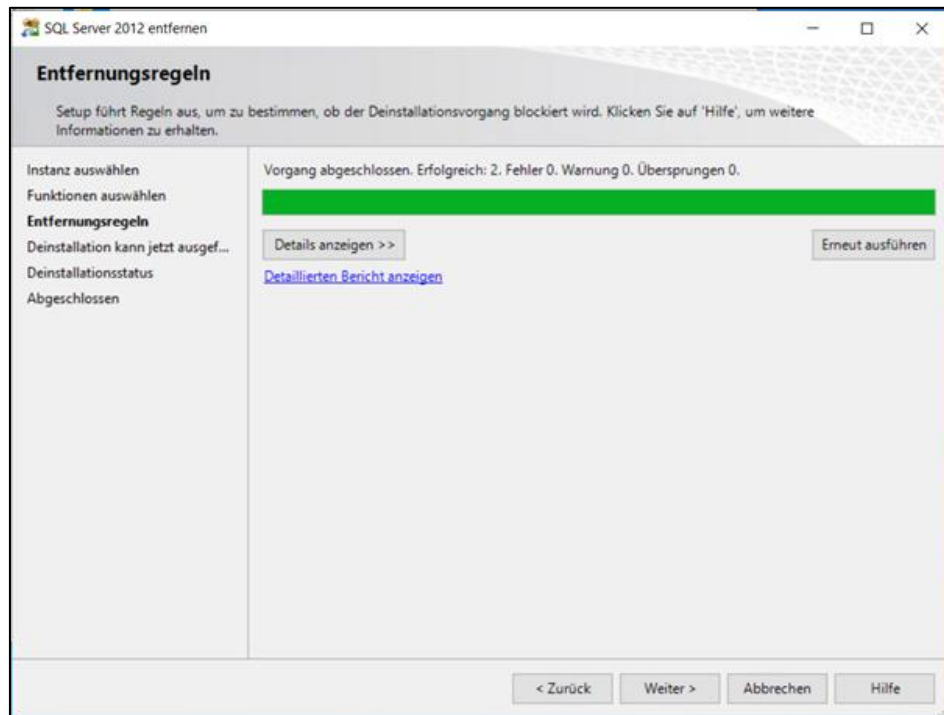 SQL Server 2012 entfernen
Entfernungsregeln
Setup führt Regeln aus, um zu bestimmen, ob der Deinstallationsvorgang blockiert wird. Klicken Sie auf 'Hilfe', um weitere
Informationen zu erhalten.
Instanz auswählen
Funktionen auswählen
Entfernungsregeln
Deinstallation kann jetzt ausgef...
Deinstallationsstatus
Abgeschlossen
Vorgang abgeschlossen. Erfolgreich: 2. Fehler 0. Warnung 0. Übersprungen 0.
Details anzeigen >>
Erneut ausführen
Detaillierten Bericht anzeigen
< Zurück
Weiter >
Abbrechen
Hilfe